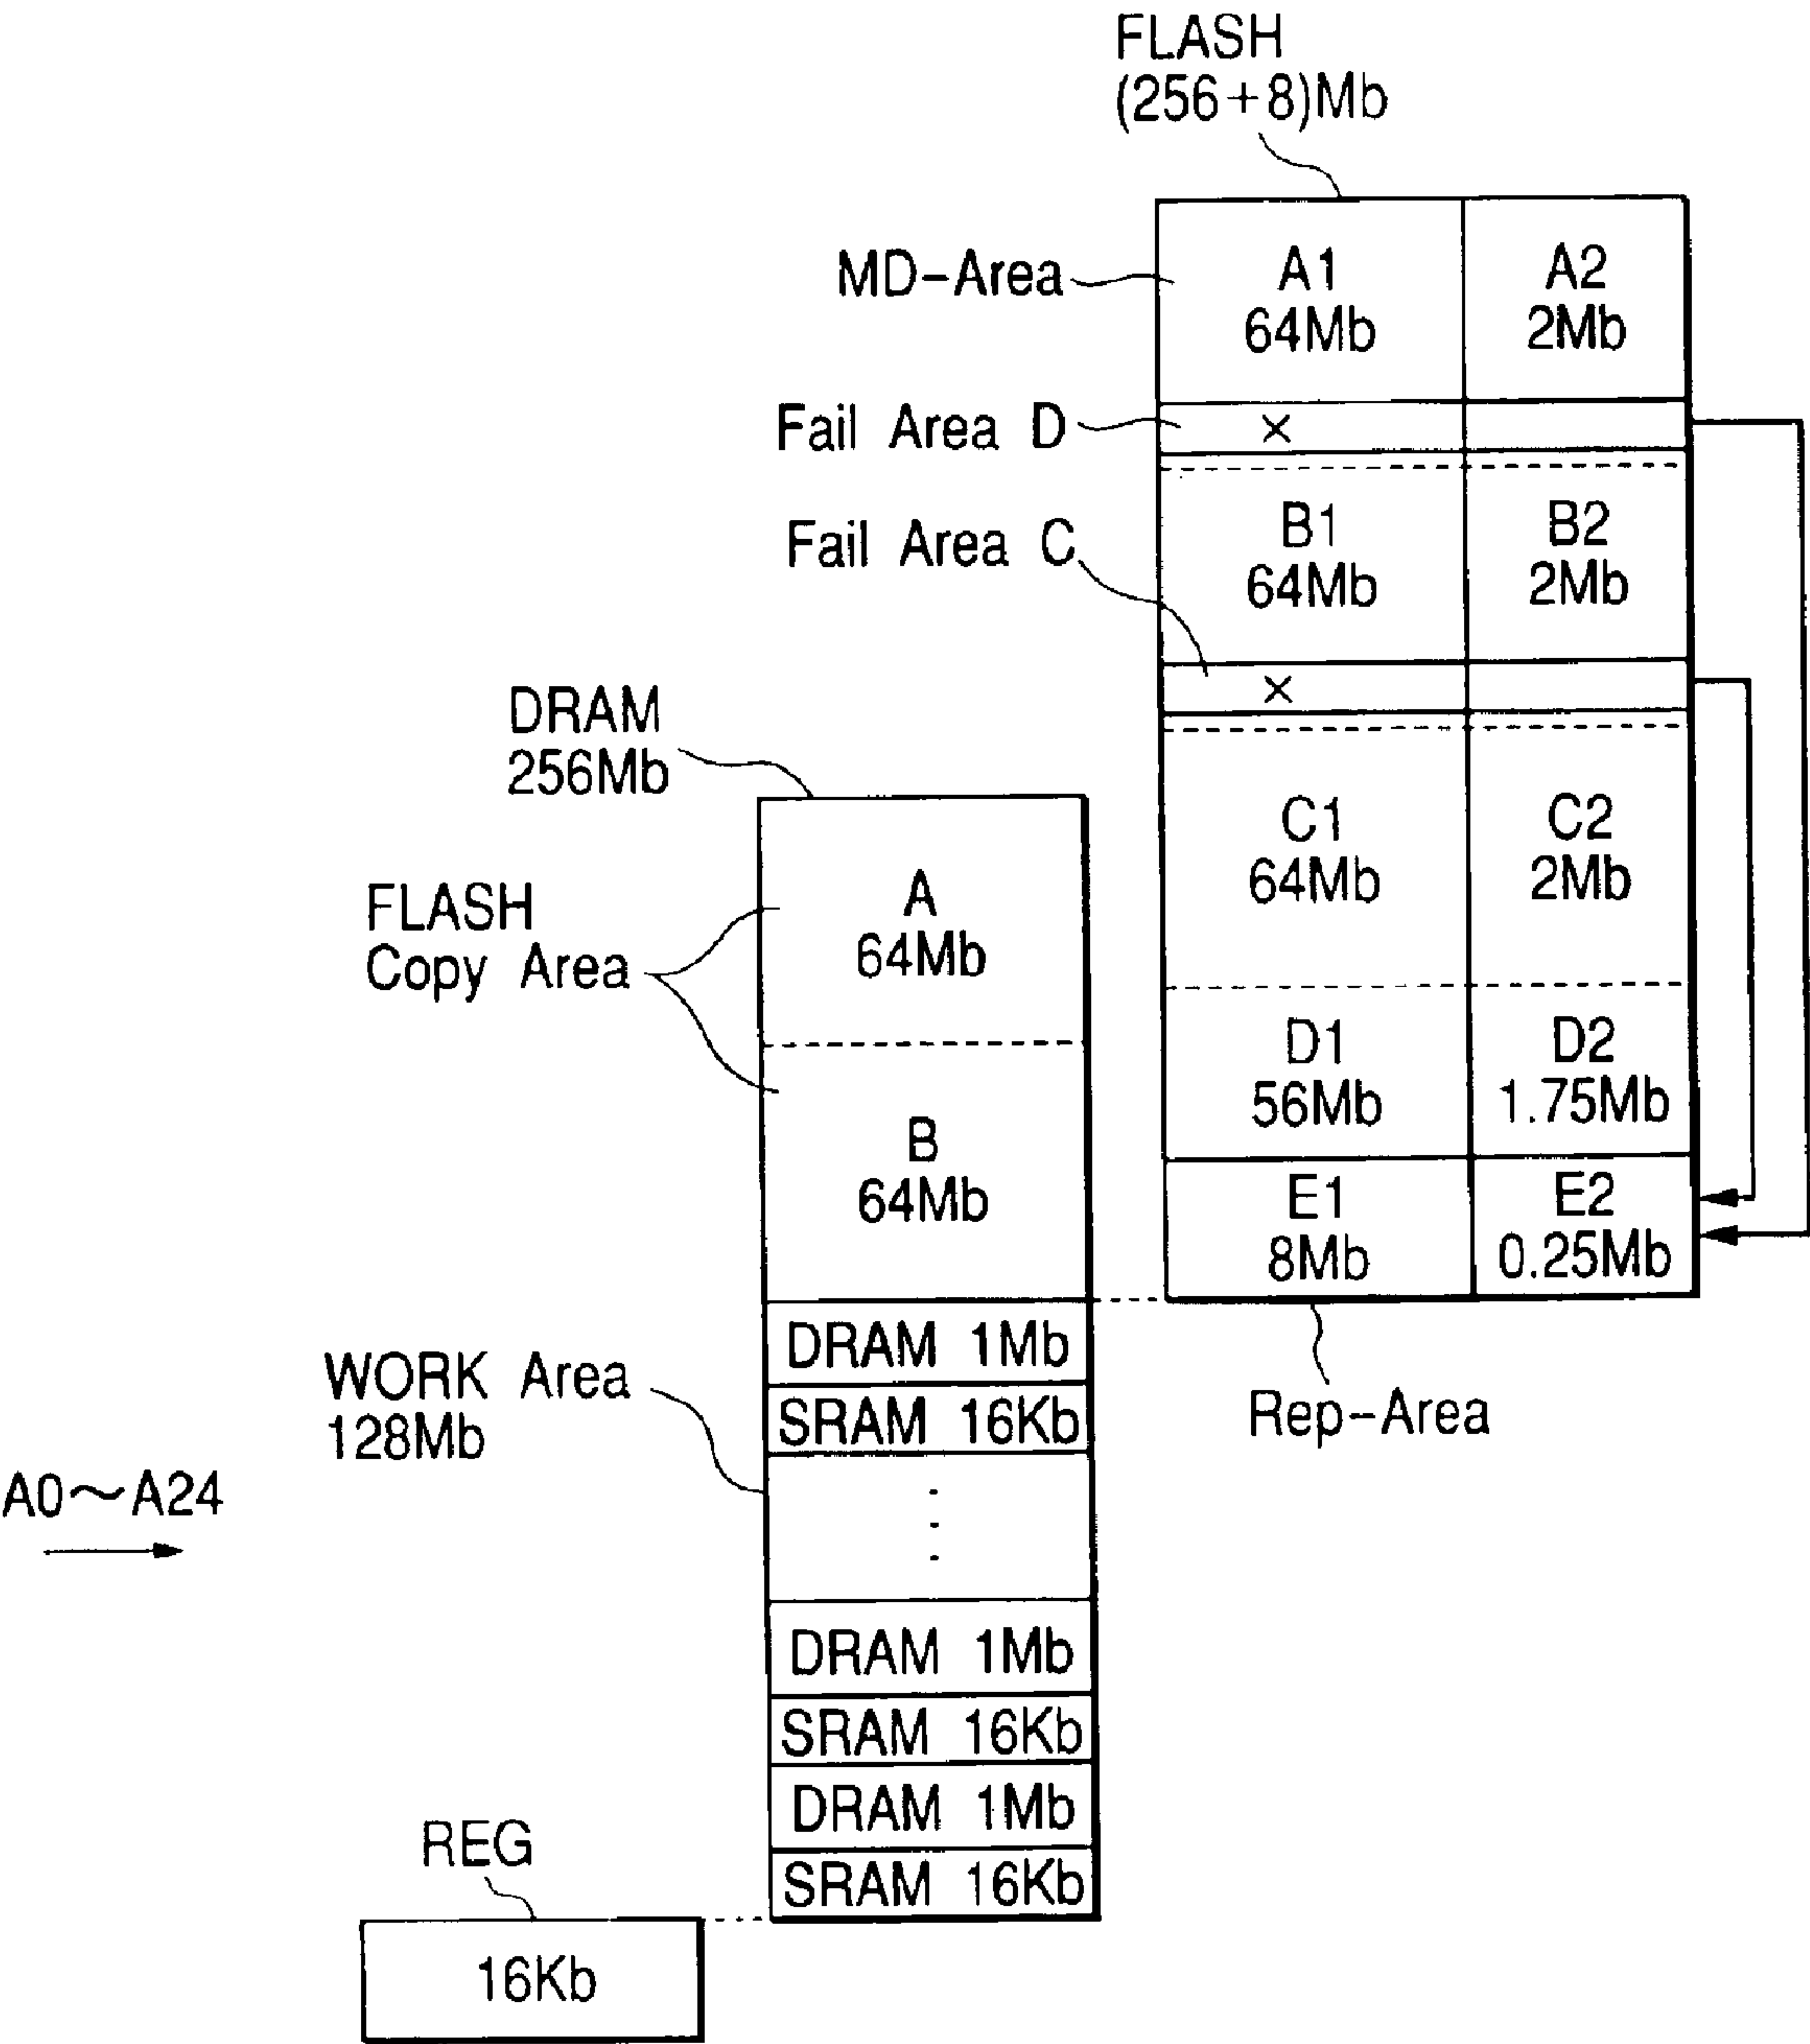 FLASH
(256+8)Mb
MD-Area
A1
64Mb
A2
2Mb
Fail Area D
×
B1
64Mb
B2
2Mb
Fail Area C
×
DRAM
256Mb
C1
64Mb
C2
2Mb
A
64Mb
FLASH
Copy Area
D1
56Mb
D2
1.75Mb
B
64Mb
E1
8Mb
E2
0.25Mb
DRAM 1Mb
WORK Area
128Mb
SRAM 16Kb
Rep-Area
A0~A24
DRAM 1Mb
SRAM 16Kb
DRAM 1Mb
REG
SRAM 16Kb
16Kb